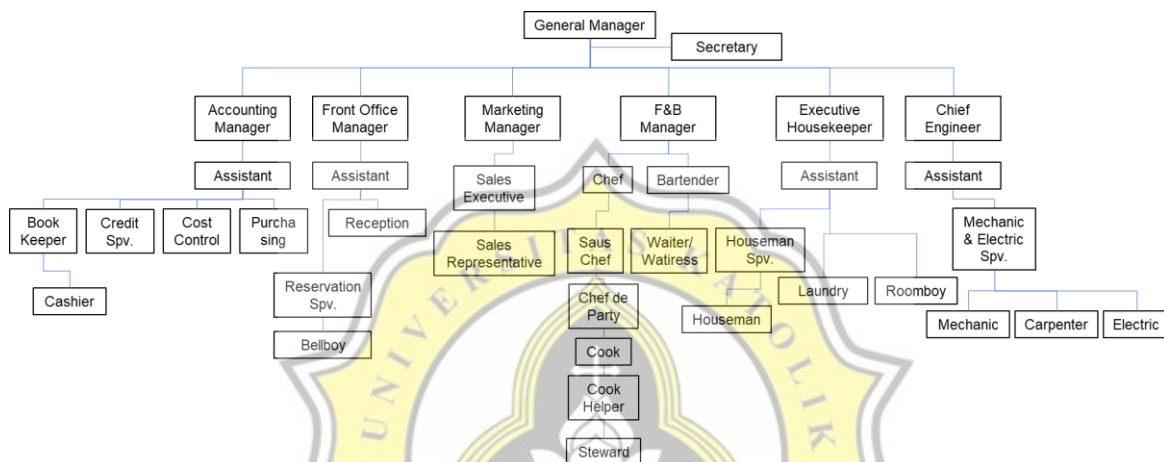 General Manager
Secretary
Accounting
Manager
Front Office
Manager
Marketing
Manager
F&B
Manager
Executive
Housekeeper
Chief
Engineer
Assistant
Assistant
Sales
Executive
Chef
Bartender
Assistant
Assistant
Book
Keeper
Credit
Spv.
Cost
Control
Purcha
sing
Reception
Sales
Representative
Saus
Chef
Waiter/
Watiress
Houseman
Spv.
Mechanic
& Electric
Spv.
Cashier
Reservation
Spv.
Bellboy
Chef de
Party
Houseman
Laundry
Roomboy
Mechanic
Carpenter
Electric
Cook
Cook
Helper
Steward
UNIVERSITAS KATOLIK